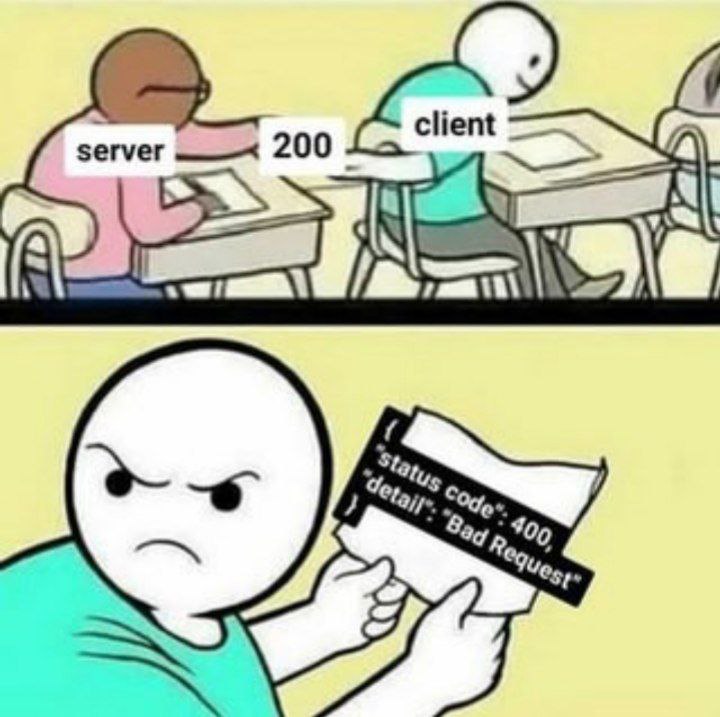 server
200
client
{
"status code": 400,
"detail": "Bad Request"
}